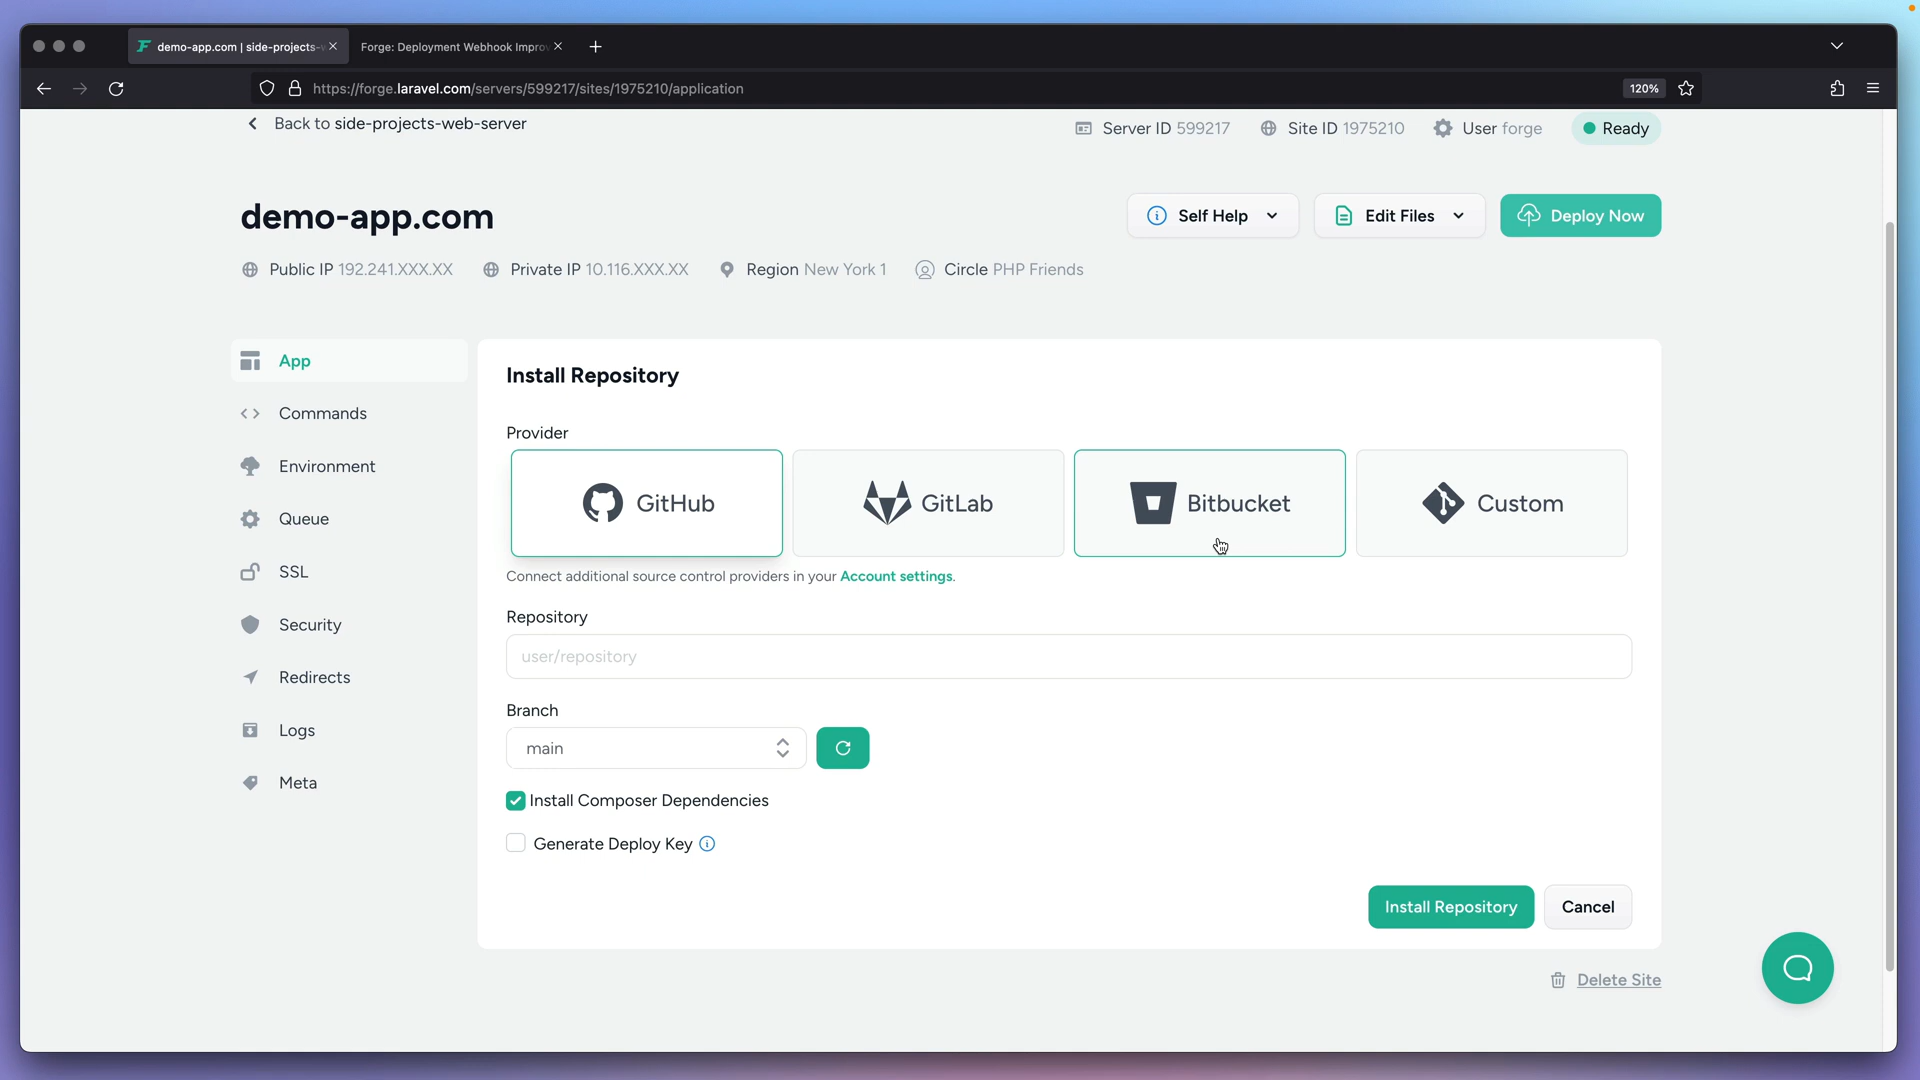 demo-app.com | side-projects-w
Forge: Deployment Webhook Improv
https://forge.laravel.com/servers/599217/sites/1975210/application
120%
Back to side-projects-web-server
Server ID 599217
Site ID 1975210
User forge
Ready
demo-app.com
Self Help
Edit Files
Deploy Now
Public IP 192.241.XXX.XX
Private IP 10.116.XXX.XX
Region New York 1
Circle PHP Friends
App
Commands
Environment
Queue
SSL
Security
Redirects
Logs
Meta
Install Repository
Provider
GitHub
GitLab
Bitbucket
Custom
Connect additional source control providers in your Account settings.
Repository
user/repository
Branch
main
Install Composer Dependencies
Generate Deploy Key
Install Repository
Cancel
Delete Site